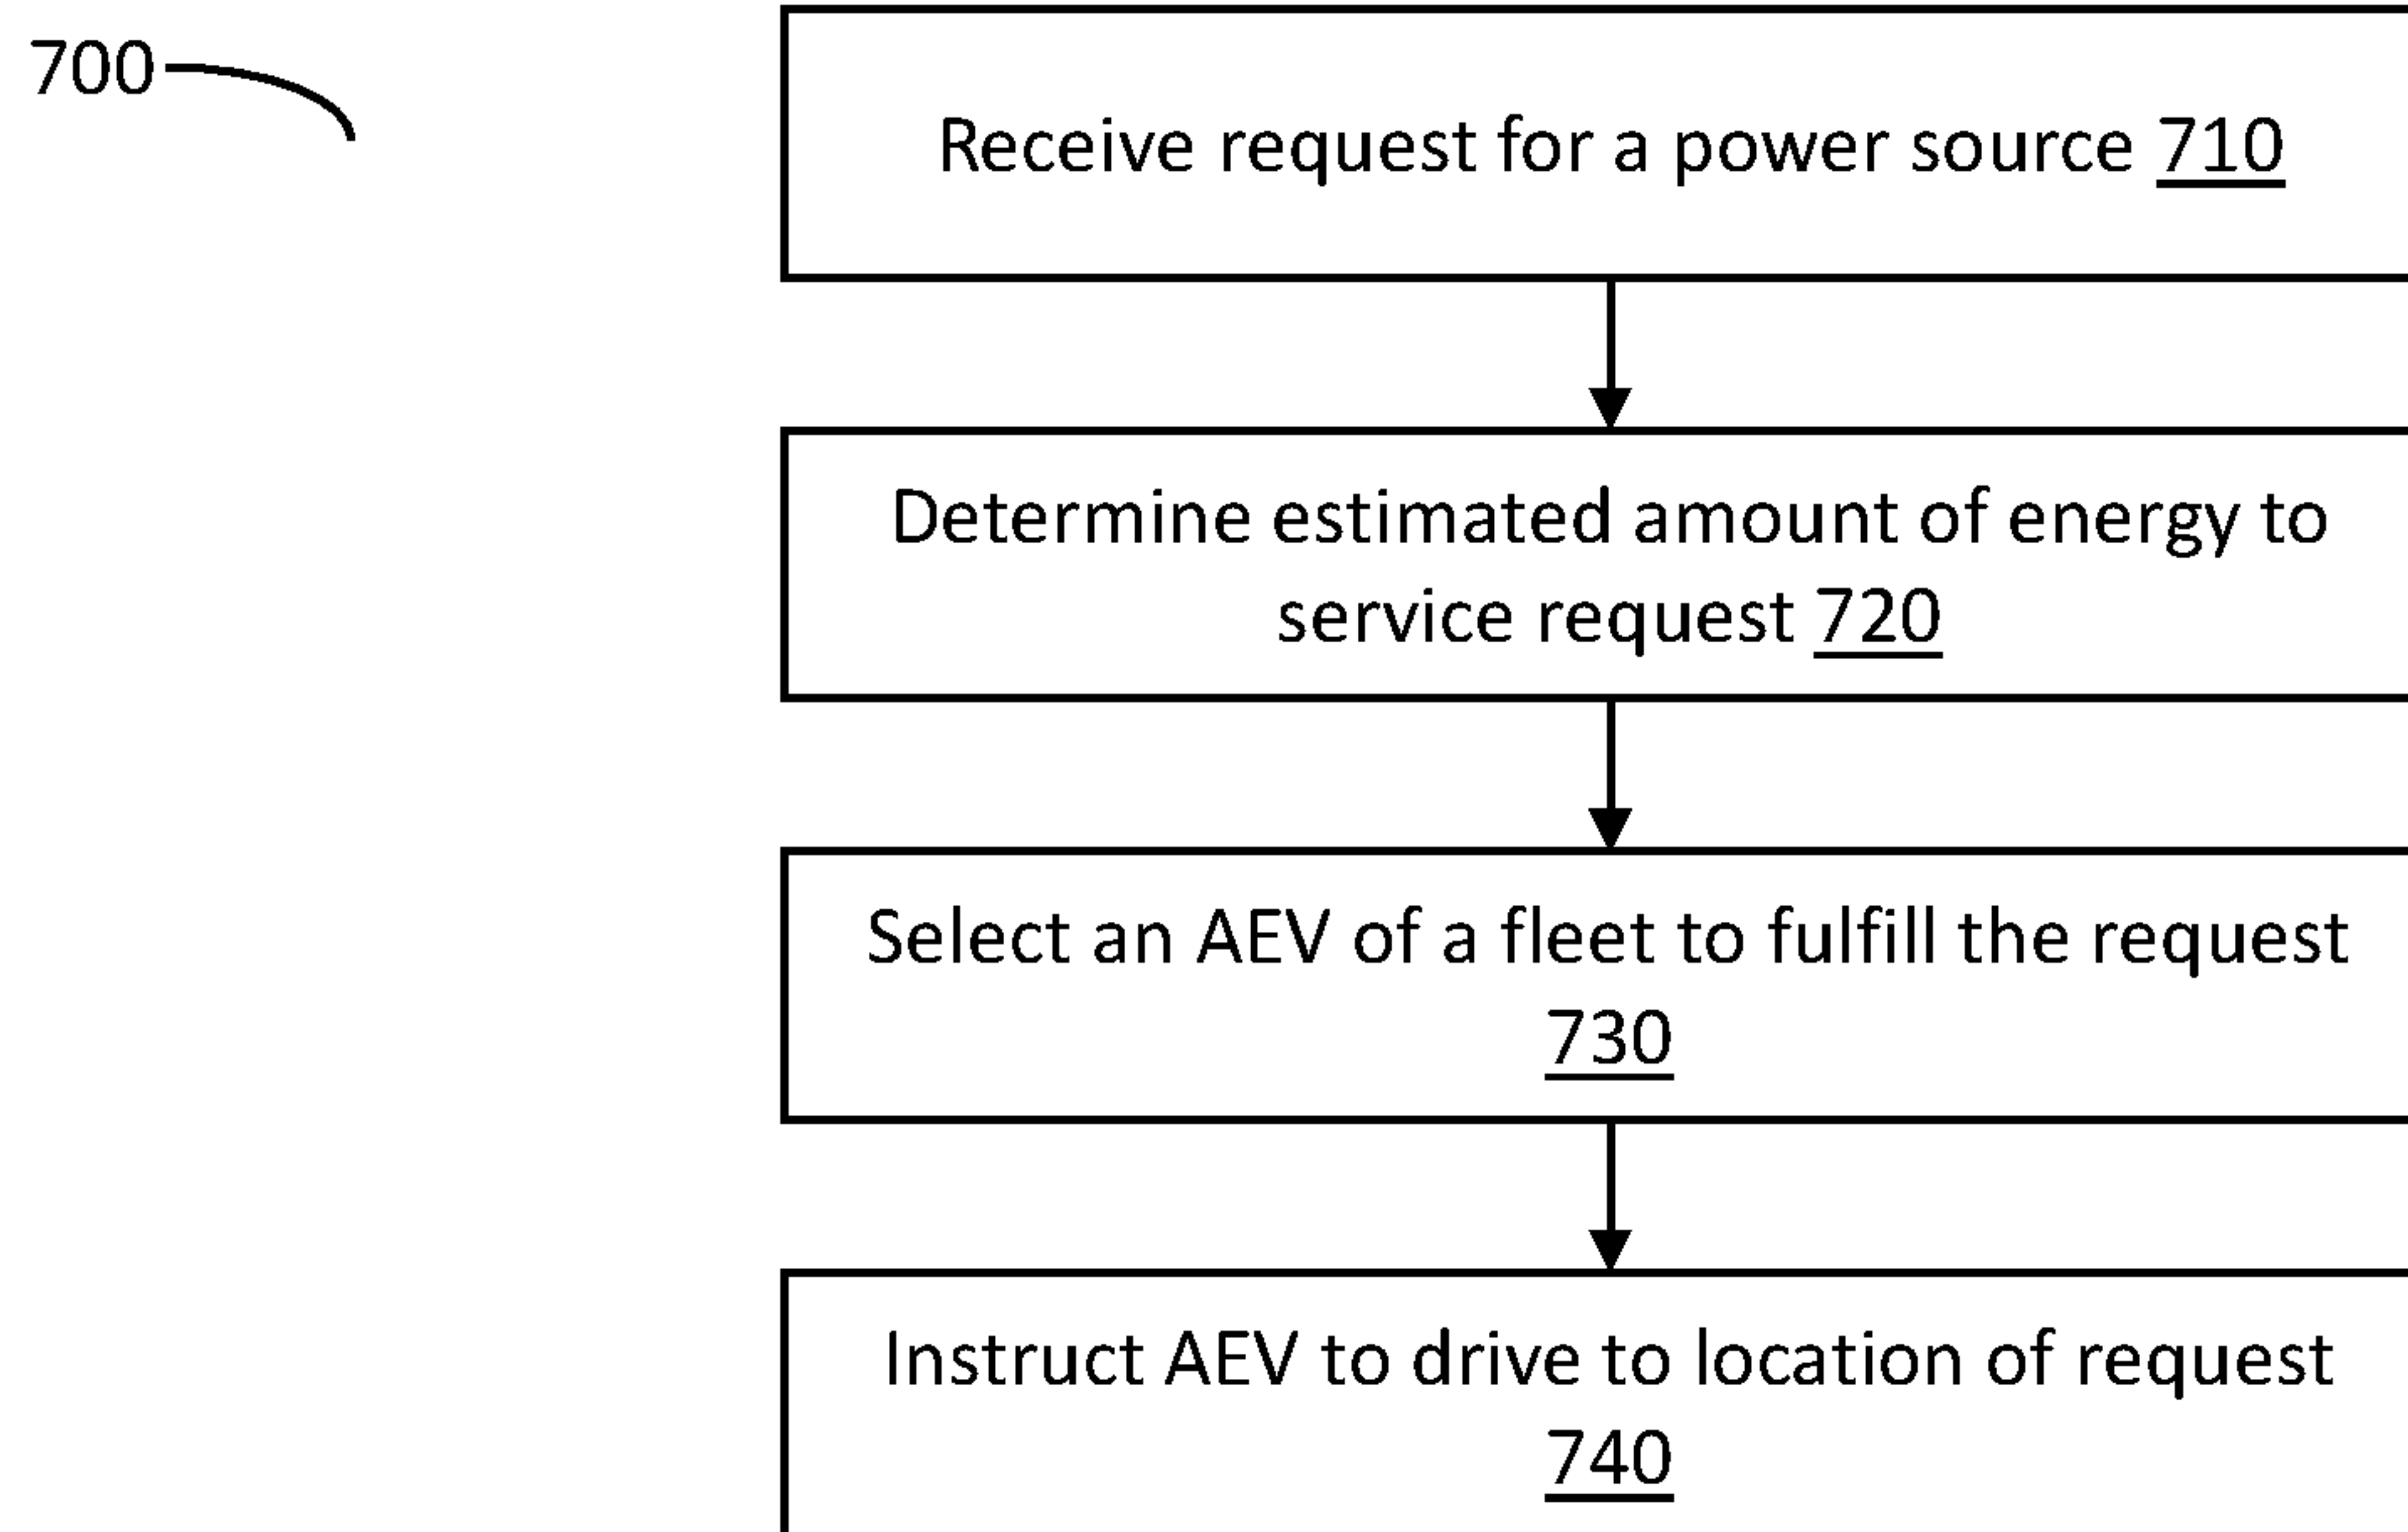 700
Receive request for a power source 710
Determine estimated amount of energy to
service request 720
Select an AEV of a fleet to fulfill the request
730
Instruct AEV to drive to location of request
740